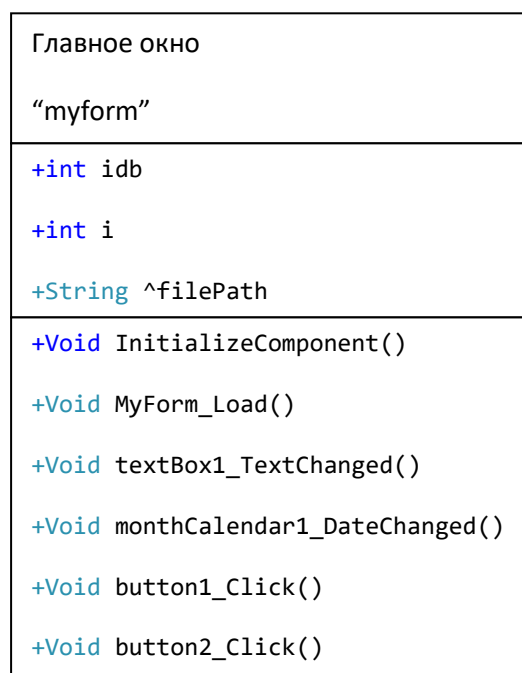 Главное окно
“myform”
+int idb
+int i
+String ^filePath
+Void InitializeComponent()
+Void MyForm_Load()
+Void textBox1_TextChanged()
+Void monthCalendar1_DateChanged()
+Void button1_Click()
+Void button2_Click()